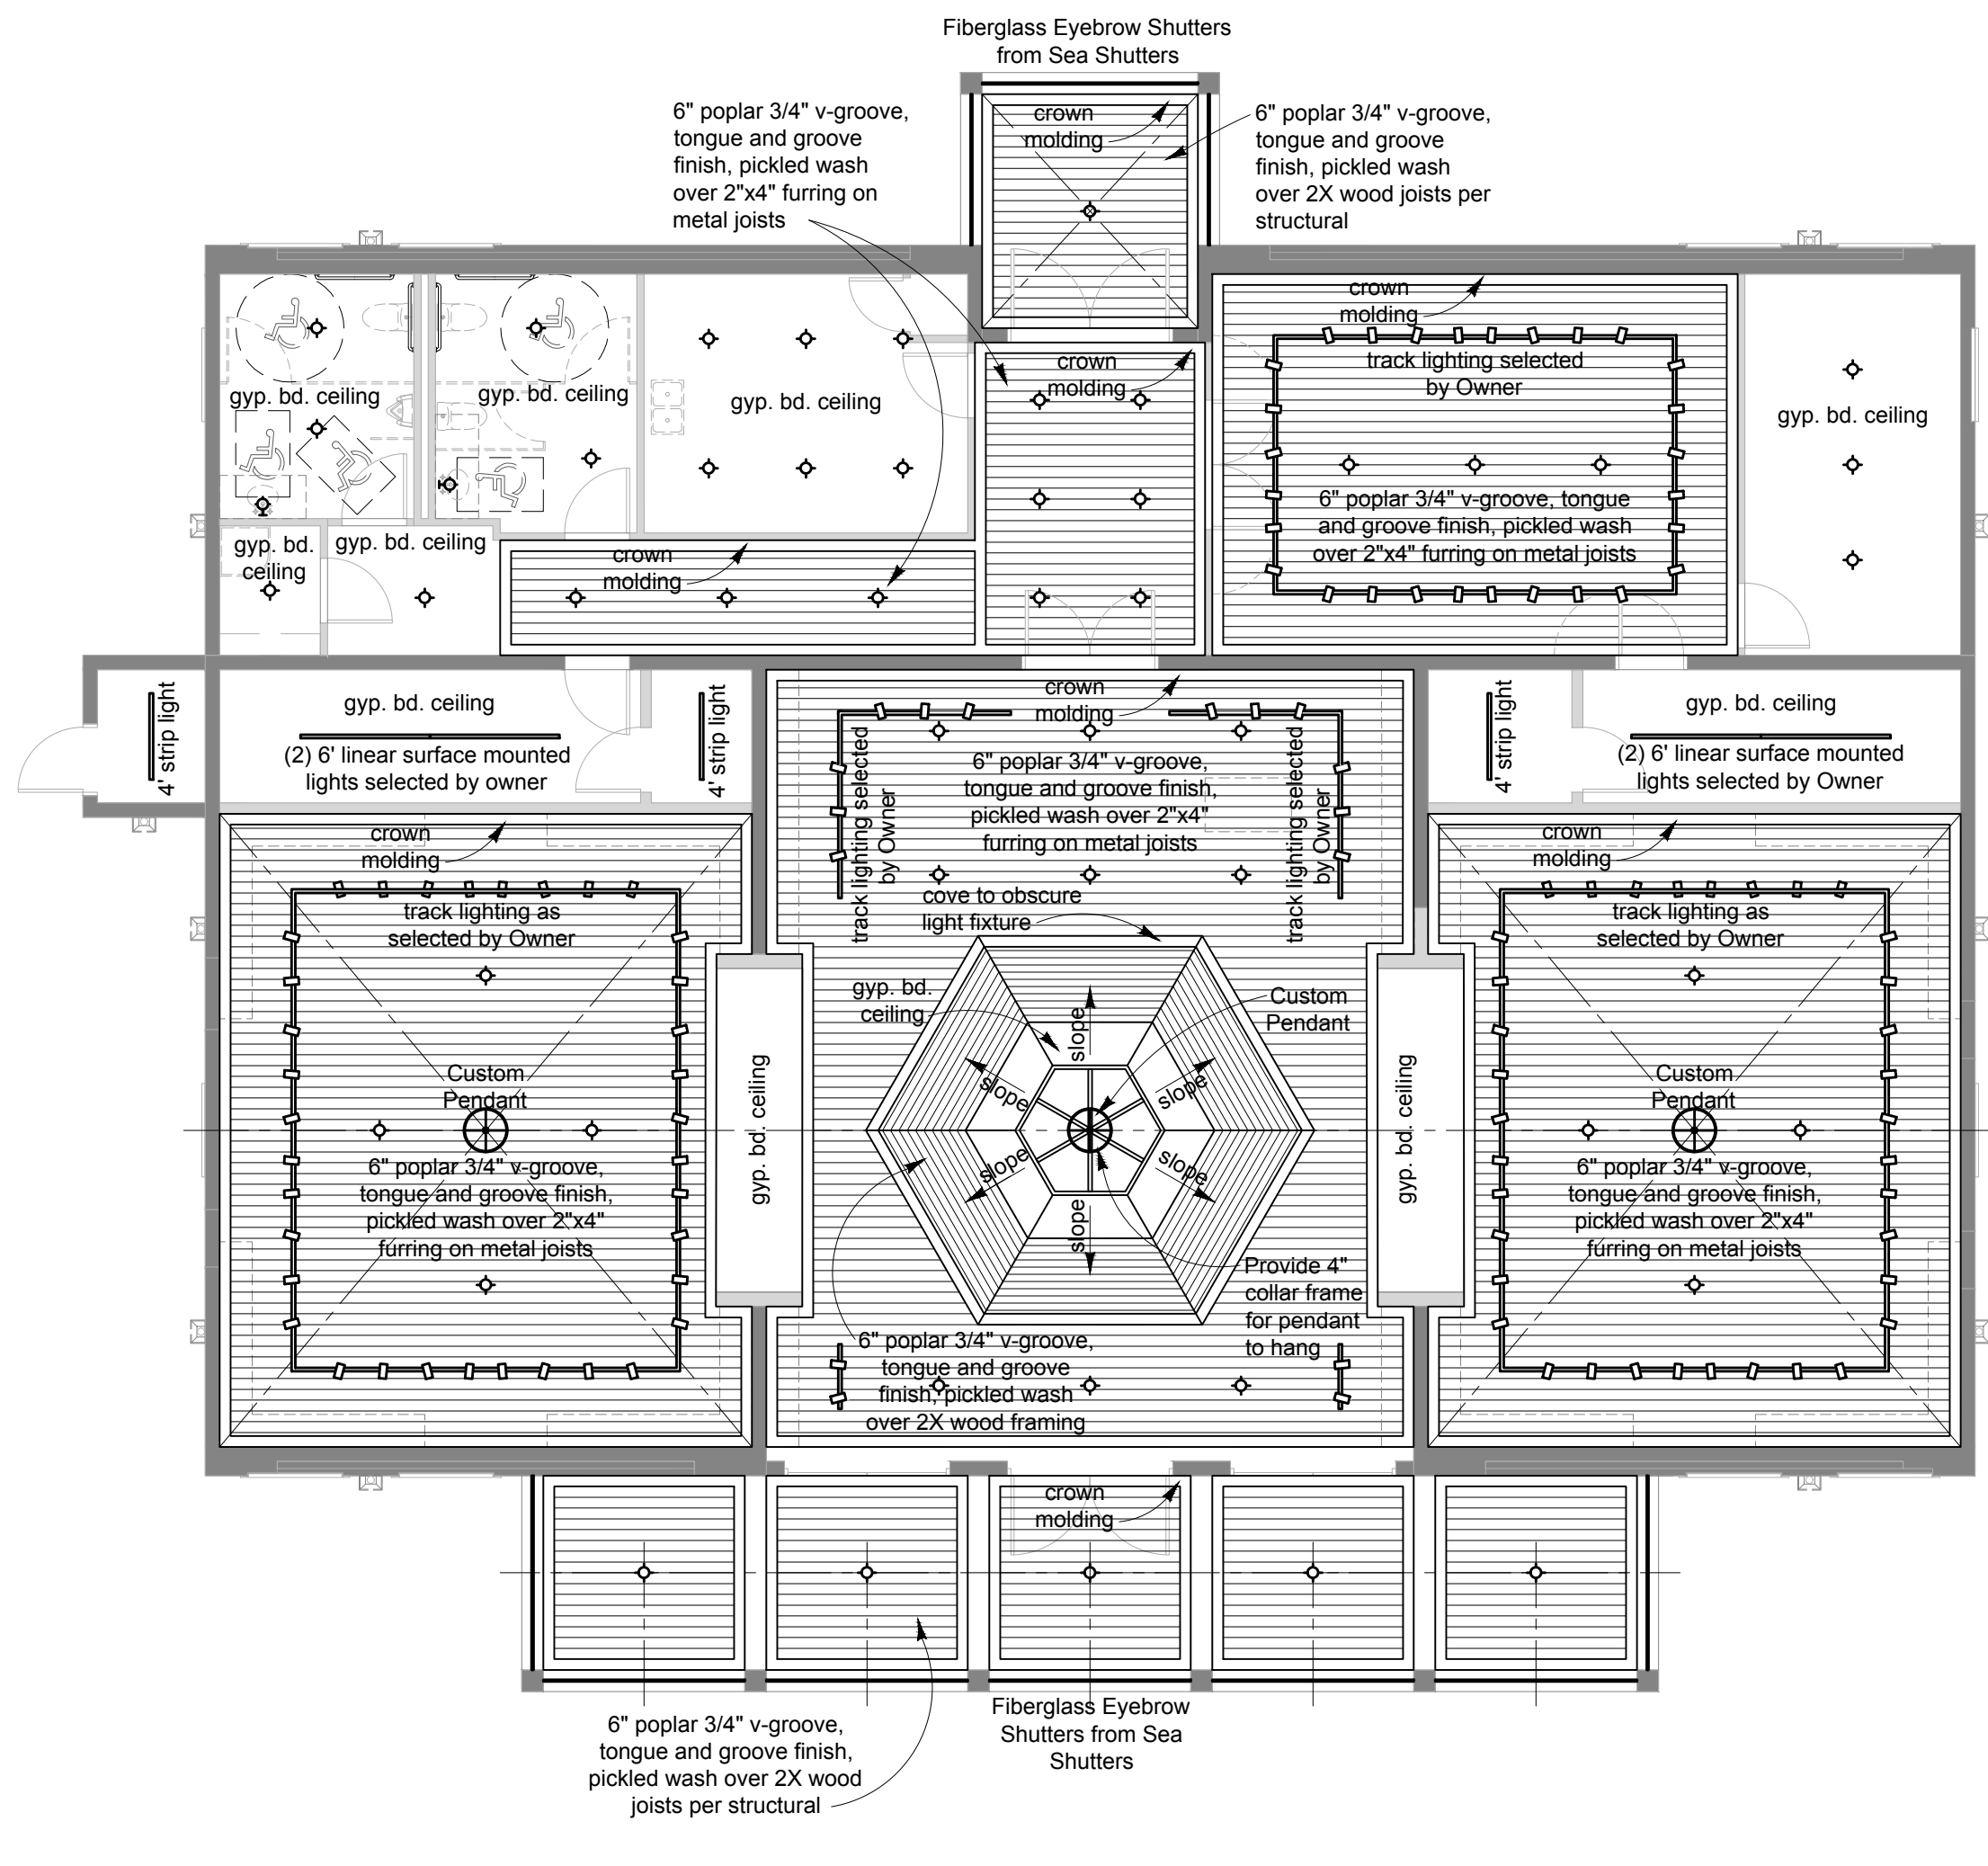 Fiberglass Eyebrow Shutters
from Sea Shutters
6" poplar 3/4" v-groove,
tongue and groove
finish, pickled wash
over 2"x4" furring on
metal joists
crown
molding
6" poplar 3/4" v-groove,
tongue and groove
finish, pickled wash
over 2X wood joists per
structural
gyp. bd. ceiling
gyp. bd. ceiling
gyp. bd. ceiling
crown
molding
crown
molding
track lighting selected
by Owner
6" poplar 3/4" v-groove, tongue
and groove finish, pickled wash
over 2"x4" furring on metal joists
gyp. bd. ceiling
gyp. bd.
ceiling
gyp. bd. ceiling
crown
molding
4' strip light
gyp. bd. ceiling
(2) 6' linear surface mounted
lights selected by owner
4' strip light
crown
molding
track lighting selected
by Owner
6" poplar 3/4" v-groove,
tongue and groove finish,
pickled wash over 2"x4"
furring on metal joists
track lighting selected
by Owner
4' strip light
gyp. bd. ceiling
(2) 6' linear surface mounted
lights selected by Owner
crown
molding
track lighting as
selected by Owner
Custom
Pendant
6" poplar 3/4" v-groove,
tongue and groove finish,
pickled wash over 2"x4"
furring on metal joists
gyp. bd. ceiling
cove to obscure
light fixture
gyp. bd.
ceiling
Custom
Pendant
slope
slope
slope
slope
slope
slope
Provide 4"
collar frame
for pendant
to hang
6" poplar 3/4" v-groove,
tongue and groove
finish, pickled wash
over 2X wood framing
gyp. bd. ceiling
crown
molding
track lighting as
selected by Owner
Custom
Pendant
6" poplar 3/4" v-groove,
tongue and groove finish,
pickled wash over 2"x4"
furring on metal joists
crown
molding
Fiberglass Eyebrow
Shutters from Sea
Shutters
6" poplar 3/4" v-groove,
tongue and groove finish,
pickled wash over 2X wood
joists per structural